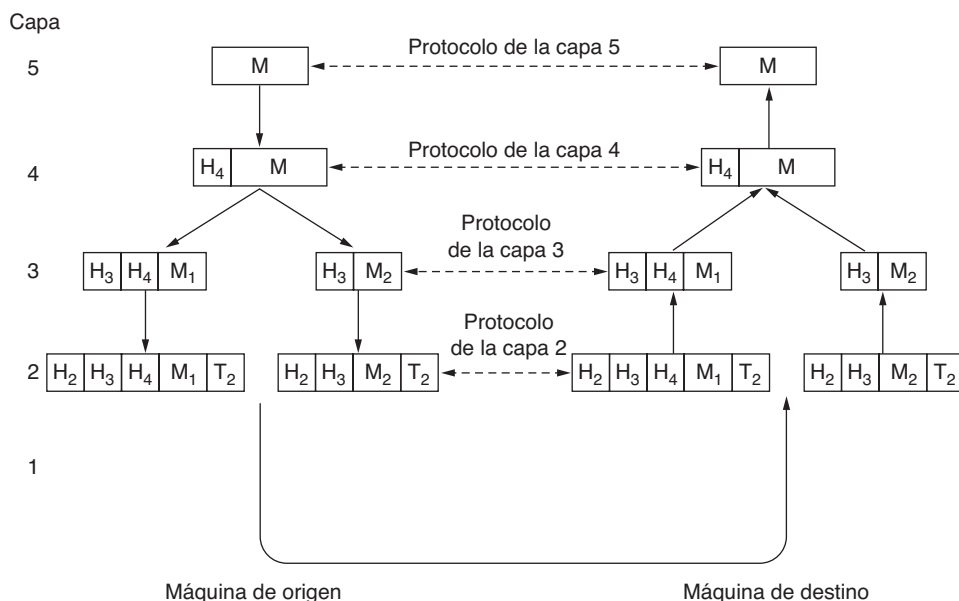 Capa
5 M Protocolo de la capa 5 M
4 H₄ M Protocolo de la capa 4 H₄ M
Protocolo
de la capa 3
3 H₃ H₄ M₁ H₃ M₂ H₃ H₄ M₁ H₃ M₂
Protocolo
de la capa 2
2 H₂ H₃ H₄ M₁ T₂ H₂ H₃ M₂ T₂ H₂ H₃ H₄ M₁ T₂ H₂ H₃ M₂ T₂
1
Máquina de origen Máquina de destino